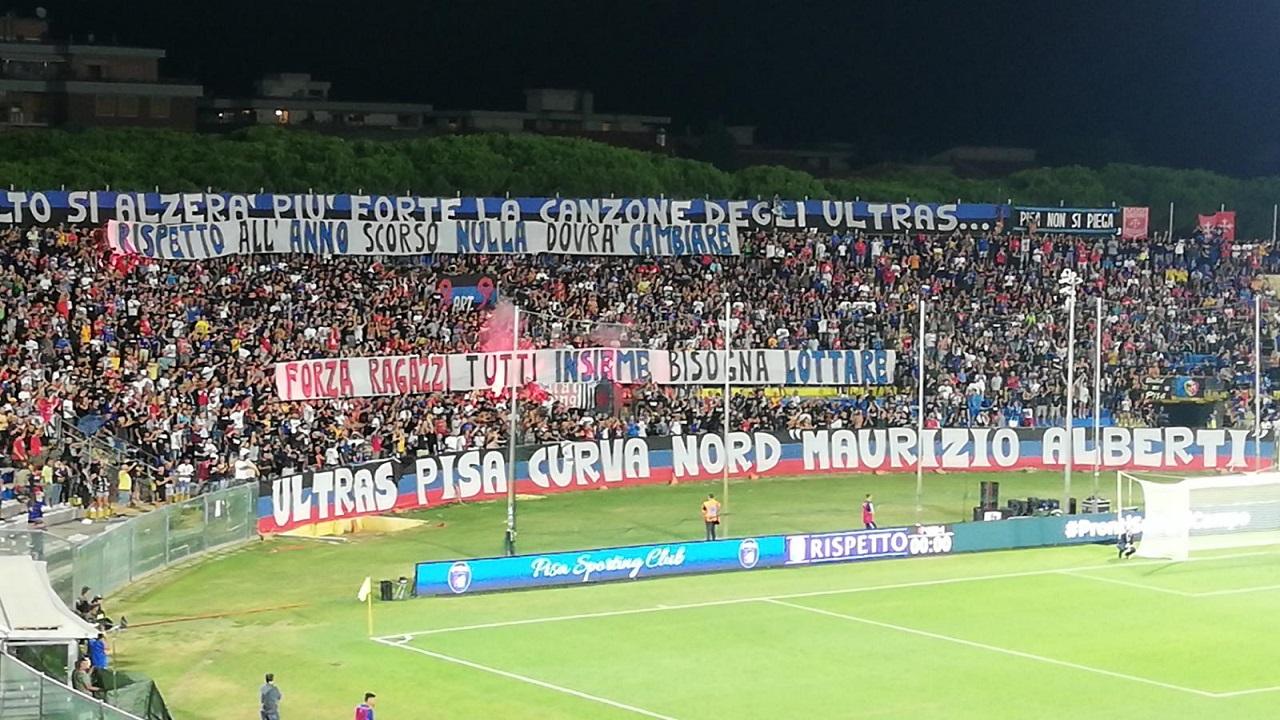 LTO SI ALZERA' PIU' FORTE LA CANZONE DEGLI ULTRAS...
PISA NON SI PIEGA
RISPETTO ALL'ANNO SCORSO NULLA DOVRA' CAMBIARE
FORZA RAGAZZI TUTTI INSIEME BISOGNA LOTTARE
ULTRAS PISA CURVA NORD "MAURIZIO ALBERTI"
Pisa Sporting Club
RISPETTO
00:00